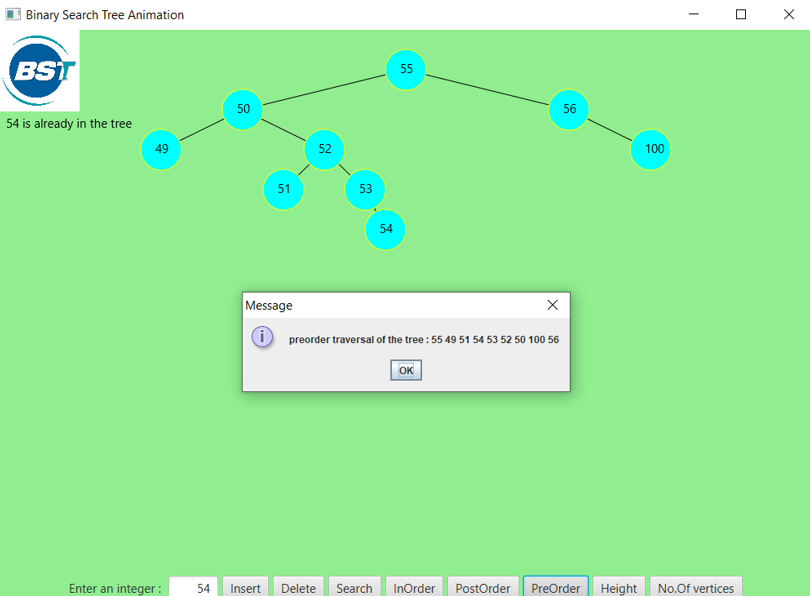 Binary Search Tree Animation
BST
54 is already in the tree
55
50
56
49
52
100
51
53
54
Message
preorder traversal of the tree : 55 49 51 54 53 52 50 100 56
OK
Enter an integer : 54 Insert Delete Search InOrder PostOrder PreOrder Height No.Of vertices